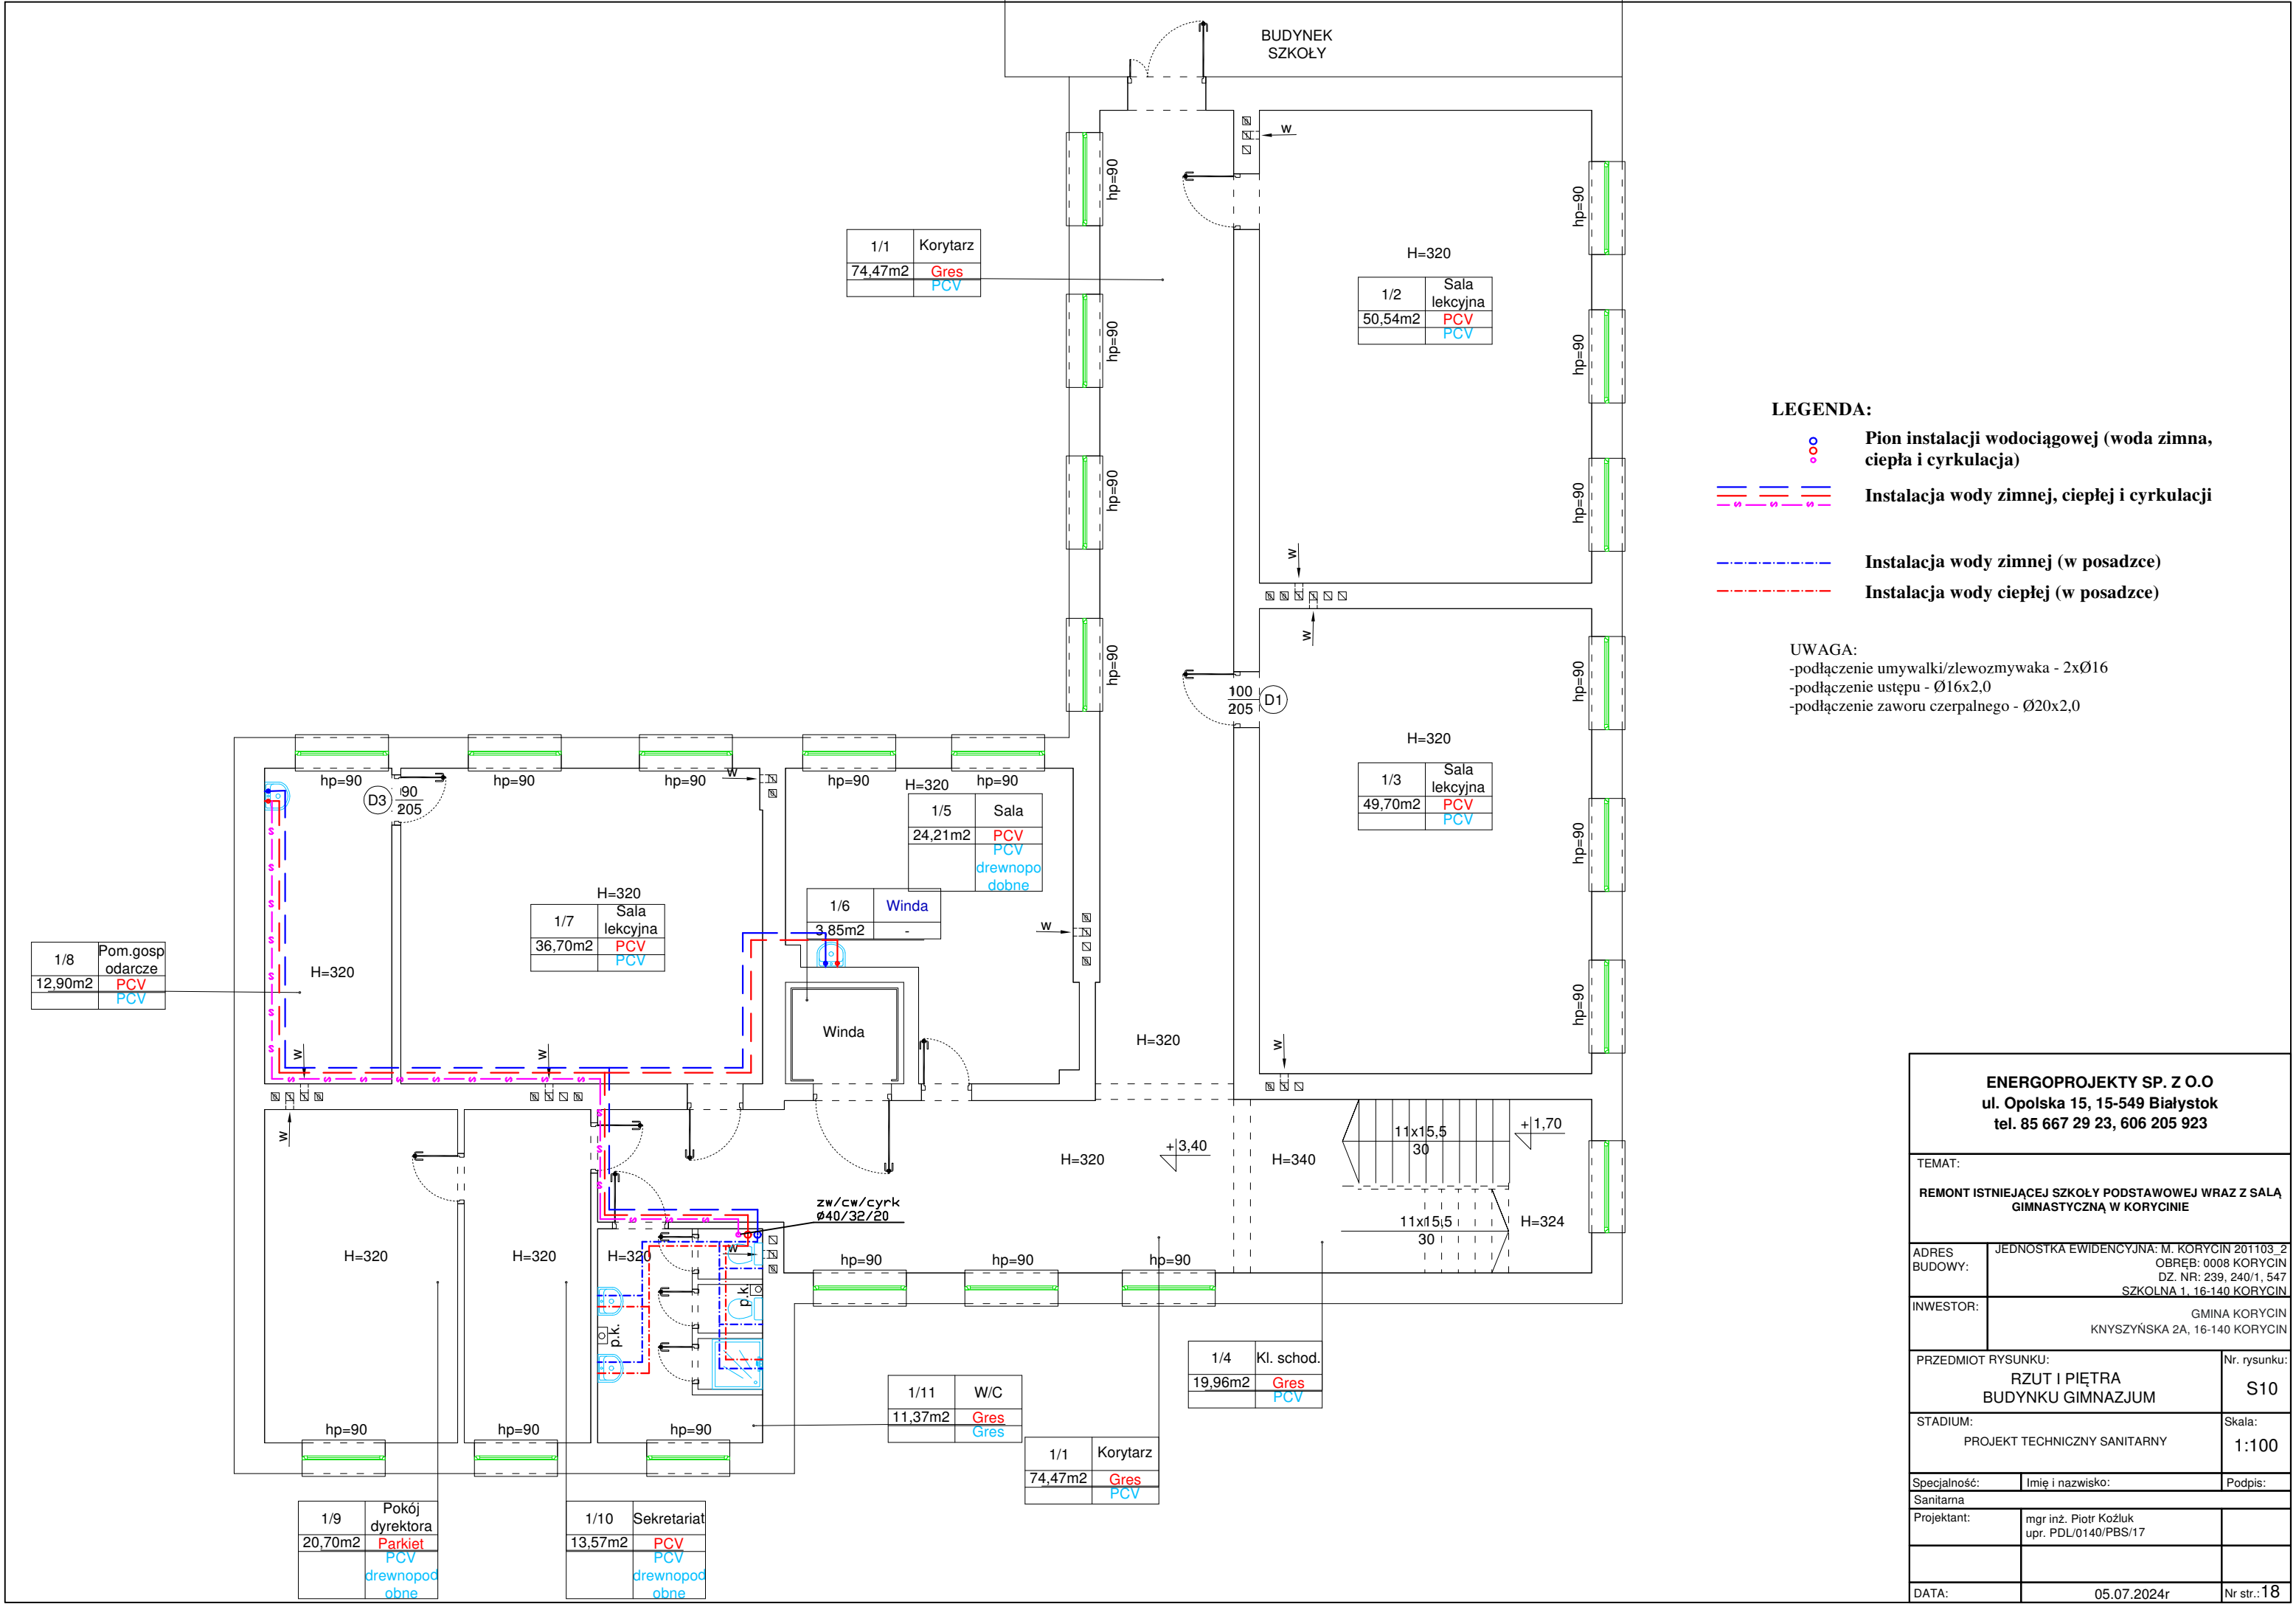 BUDYNEK
SZKOŁY
w
hp=90
hp=90
hp=90
hp=90
hp=90
hp=90
hp=90
1/1 Korytarz
74,47m2 Gres
PCV
H=320
1/2 Sala
lekcyjna
50,54m2 PCV
PCV
w
w
LEGENDA:
Pion instalacji wodociągowej (woda zimna,
ciepła i cyrkulacja)
Instalacja wody zimnej, ciepłej i cyrkulacji
s s s
Instalacja wody zimnej (w posadzce)
Instalacja wody ciepłej (w posadzce)
UWAGA:
-podłączenie umywalki/zlewozmywaka - 2xØ16
-podłączenie ustępu - Ø16x2,0
-podłączenie zaworu czerpalnego - Ø20x2,0
100
205
D1
H=320
1/3 Sala
lekcyjna
49,70m2 PCV
PCV
hp=90
hp=90
hp=90
w
hp=90
hp=90
hp=90
hp=90
hp=90
w
D3
90
205
H=320
1/5 Sala
24,21m2 PCV
PCV
drewnopo
dobne
1/6 Winda
3,85m2 -
w
H=320
1/7 Sala
lekcyjna
36,70m2 PCV
PCV
1/8 Pom.gosp
odarcze
12,90m2 PCV
PCV
H=320
Winda
H=320
w
w
w
+3,40
H=320
H=340
11x15,5
30
+1,70
11x15,5
30
H=324
zw/cw/cyrk
ø40/32/20
H=320
H=320
H=320
w
p.k.
p.k.
hp=90
hp=90
hp=90
hp=90
hp=90
hp=90
1/4 Kl. schod.
19,96m2 Gres
PCV
1/11 W/C
11,37m2 Gres
Gres
1/1 Korytarz
74,47m2 Gres
PCV
1/9 Pokój
dyrektora
20,70m2 Parkiet
PCV
drewnopod
obne
1/10 Sekretariat
13,57m2 PCV
PCV
drewnopod
obne
ENERGOPROJEKTY SP. Z O.O
ul. Opolska 15, 15-549 Białystok
tel. 85 667 29 23, 606 205 923
TEMAT:
REMONT ISTNIEJĄCEJ SZKOŁY PODSTAWOWEJ WRAZ Z SALĄ
GIMNASTYCZNĄ W KORYCINIE
ADRES
BUDOWY:
JEDNOSTKA EWIDENCYJNA: M. KORYCIN 201103_2
OBRĘB: 0008 KORYCIN
DZ. NR: 239, 240/1, 547
SZKOLNA 1, 16-140 KORYCIN
INWESTOR:
GMINA KORYCIN
KNYSZYŃSKA 2A, 16-140 KORYCIN
PRZEDMIOT RYSUNKU:
RZUT I PIĘTRA
BUDYNKU GIMNAZJUM
Nr. rysunku:
S10
STADIUM:
PROJEKT TECHNICZNY SANITARNY
Skala:
1:100
Specjalność: Imię i nazwisko: Podpis:
Sanitarna
Projektant: mgr inż. Piotr Koźluk
upr. PDL/0140/PBS/17
DATA: 05.07.2024r Nr str.:18